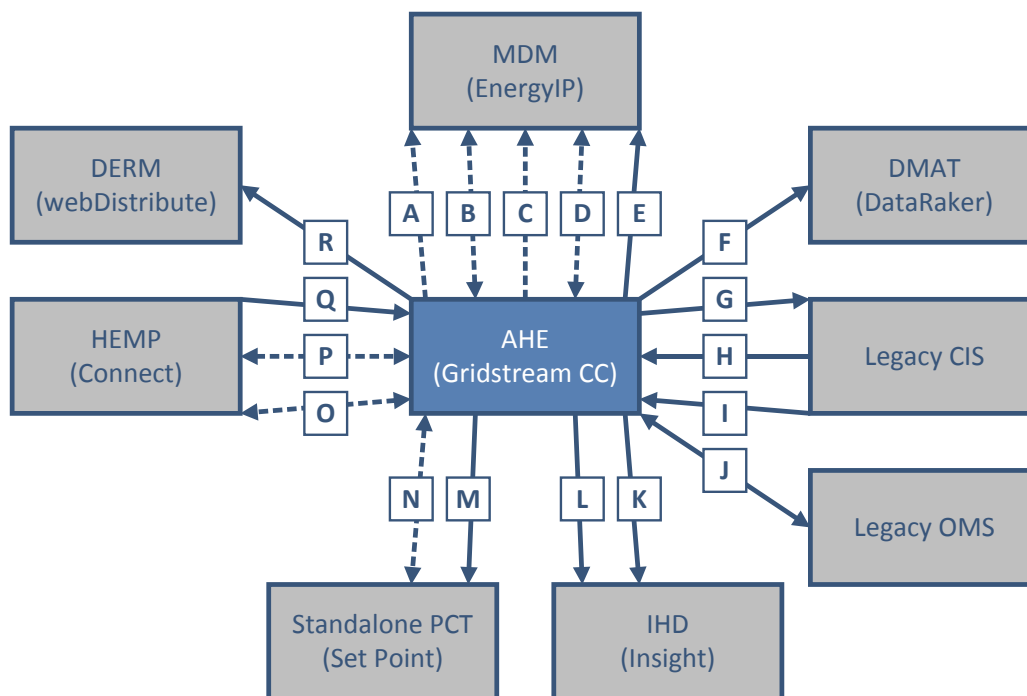 MDM
(EnergyIP)
DERM
(webDistribute)
DMAT
(DataRaker)
A
B
C
D
E
R
F
Q
G
HEMP
(Connect)
P
AHE
(Gridstream CC)
H
Legacy CIS
O
I
J
N
M
L
K
Legacy OMS
Standalone PCT
(Set Point)
IHD
(Insight)